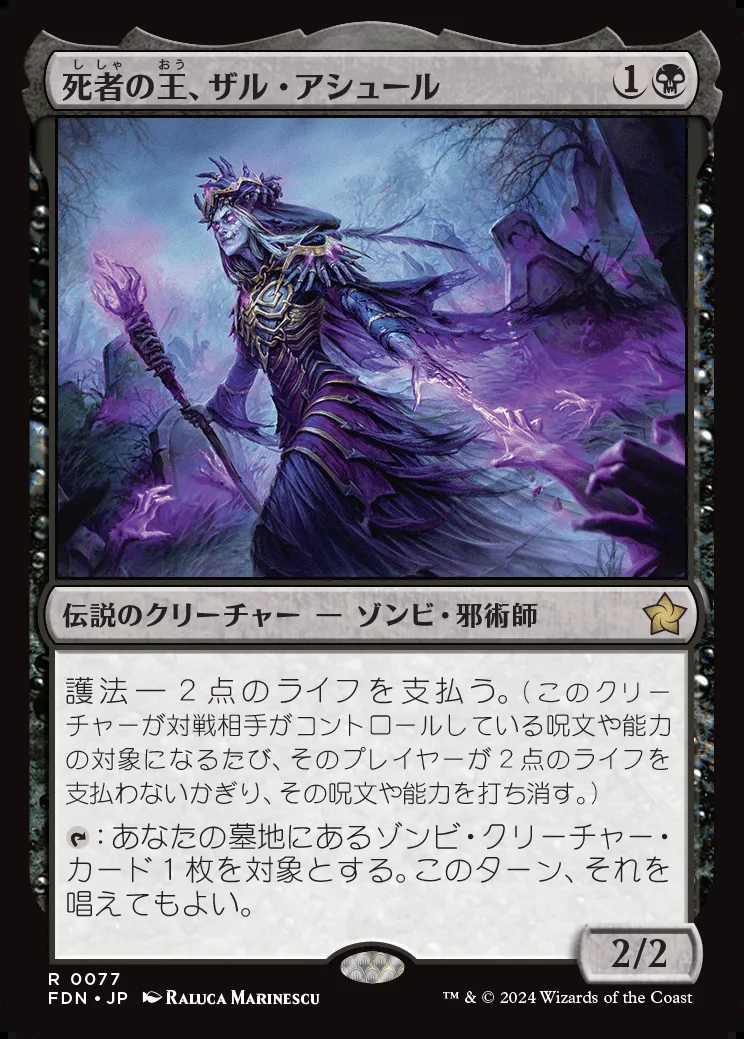 死者の王、ザル・アシュール 1
伝説のクリーチャー ― ゾンビ・邪術師
護法―２点のライフを支払う。（このクリー
チャーが対戦相手がコントロールしている呪文や能力
の対象になるたび、そのプレイヤーが２点のライフを
支払わないかぎり、その呪文や能力を打ち消す。）
：あなたの墓地にあるゾンビ・クリーチャー・
カード１枚を対象とする。このターン、それを
唱えてもよい。
2/2
R 0077
FDN • JP RALUCA MARINESCU
™ & © 2024 Wizards of the Coast